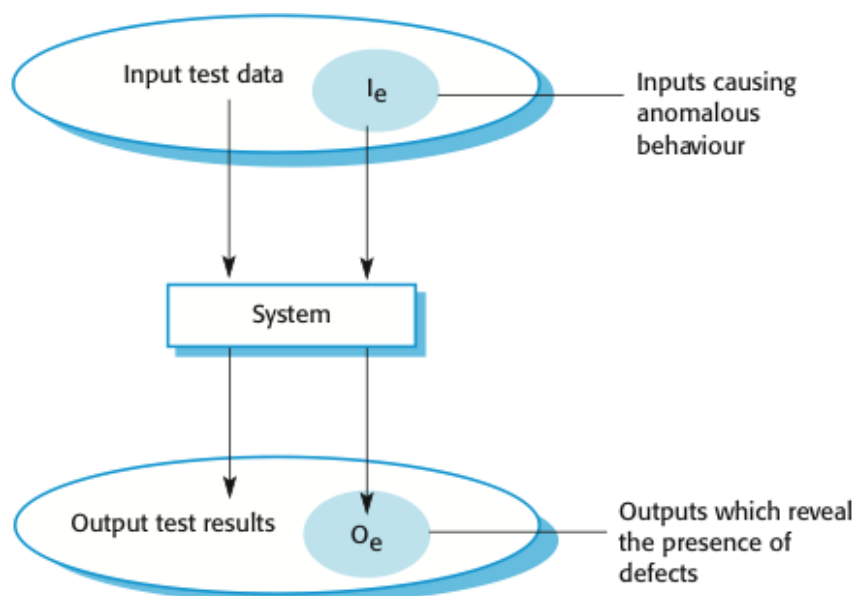 Input test data
Ie
Inputs causing
anomalous
behaviour
System
Output test results
Oe
Outputs which reveal
the presence of
defects